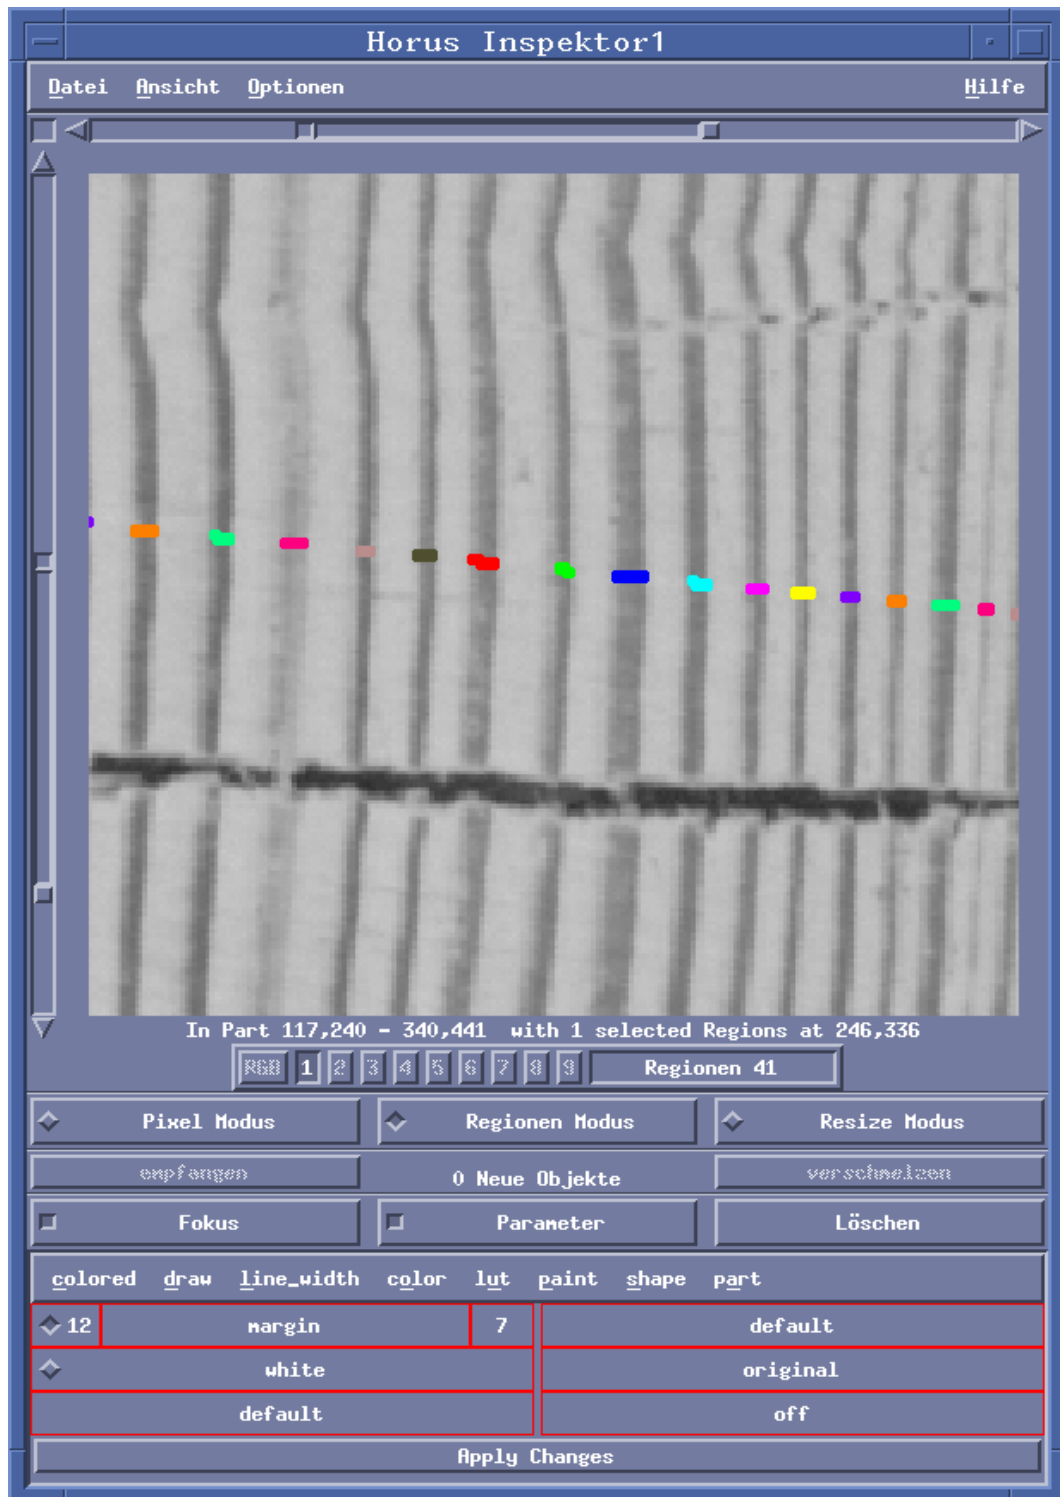 Horus Inspektor1
Datei Ansicht Optionen Hilfe
In Part 117,240 - 340,441 with 1 selected Regions at 246,336
RGB 1 2 3 4 5 6 7 8 9 Regionen 41
Pixel Modus Regionen Modus Resize Modus
empfangen 0 Neue Objekte verschmelzen
Fokus Parameter Löschen
colored draw line_width color lut paint shape part
12 margin 7 default
white original
default off
Apply Changes